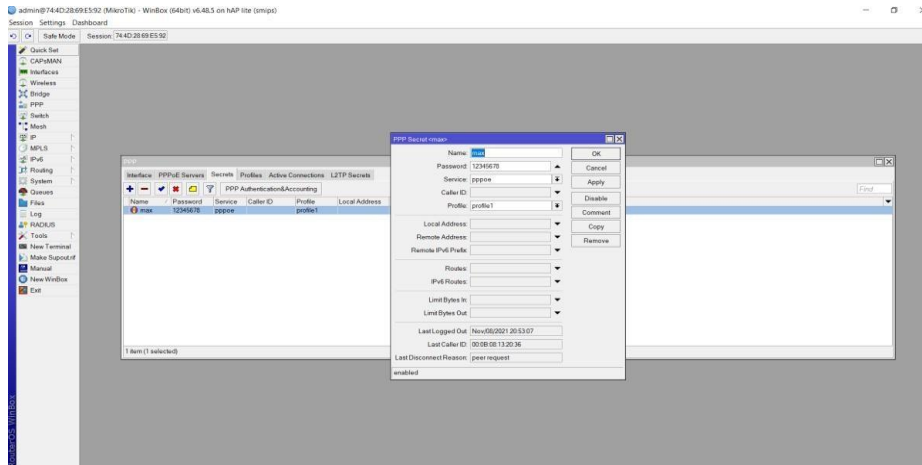 admin@74:4D:28:69:E5:92 (MikroTik) - WinBox (64bit) v6.48.5 on hAP lite (smips)
Session Settings Dashboard
Safe Mode Session: 74:4D:28:69:E5:92
Quick Set
CAPsMAN
Interfaces
Wireless
Bridge
PPP
Switch
Mesh
IP
MPLS
IPv6
Routing
System
Queues
Files
Log
RADIUS
Tools
New Terminal
Make Supout.rif
Manual
New WinBox
Exit
RouterOS WinBox
PPP
Interface PPPoE Servers Secrets Profiles Active Connections L2TP Secrets
PPP Authentication&Accounting
Find
Name Password Service Caller ID Profile Local Address
max 12345678 pppoe profile1
1 item (1 selected)
PPP Secret <max>
Name: max
Password: 12345678
Service: pppoe
Caller ID:
Profile: profile1
Local Address:
Remote Address:
Remote IPv6 Prefix:
Routes:
IPv6 Routes:
Limit Bytes In:
Limit Bytes Out:
Last Logged Out: Nov/08/2021 20:53:07
Last Caller ID: 00:0B:08:13:20:36
Last Disconnect Reason: peer request
enabled
OK
Cancel
Apply
Disable
Comment
Copy
Remove